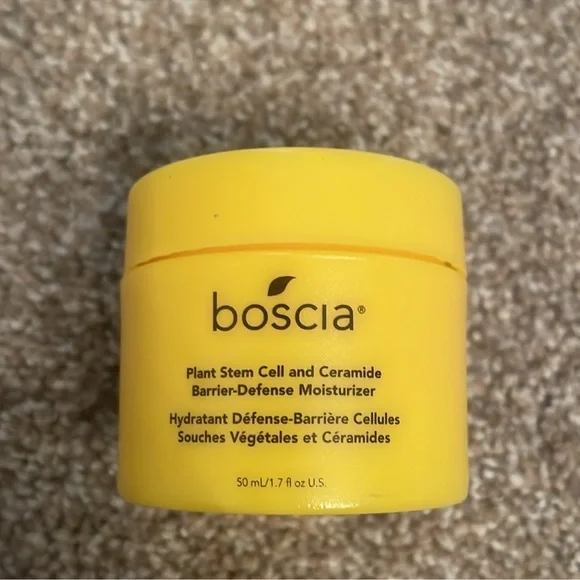 boscia®
Plant Stem Cell and Ceramide
Barrier-Defense Moisturizer
Hydratant Défense-Barrière Cellules
Souches Végétales et Céramides
50 mL/1.7 fl oz U.S.